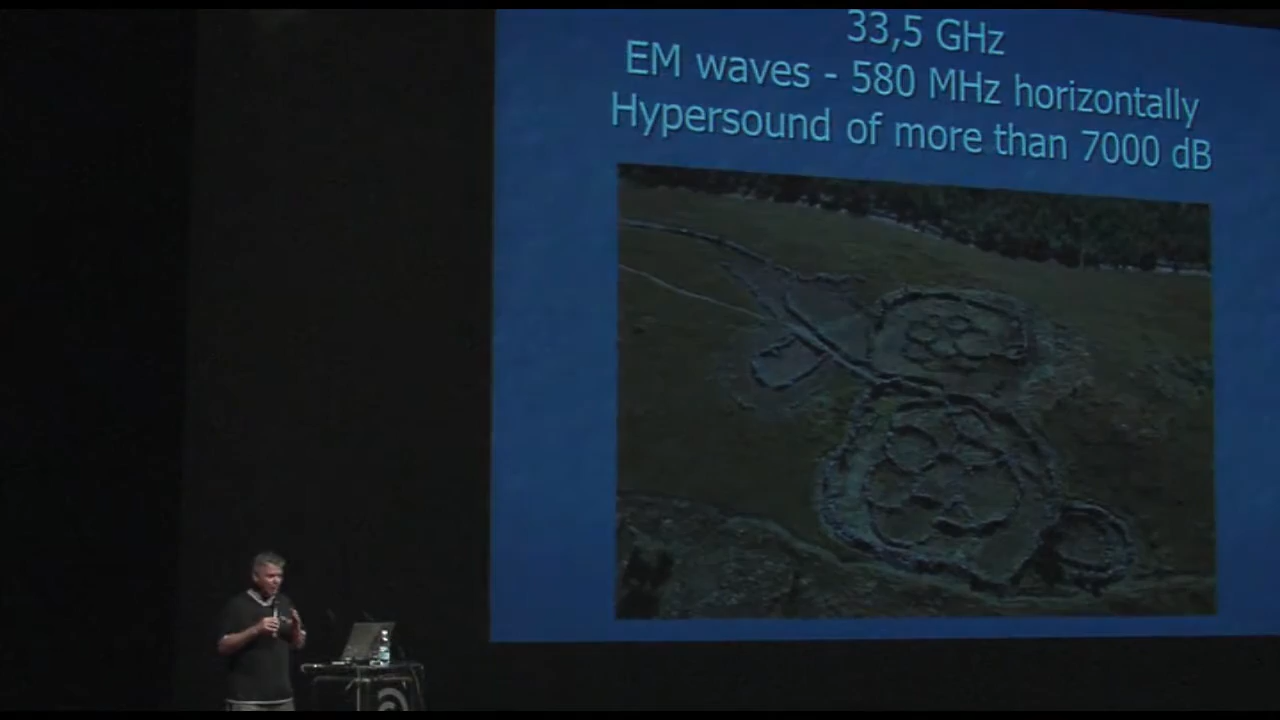 33,5 GHz
EM waves - 580 MHz horizontally
Hypersound of more than 7000 dB